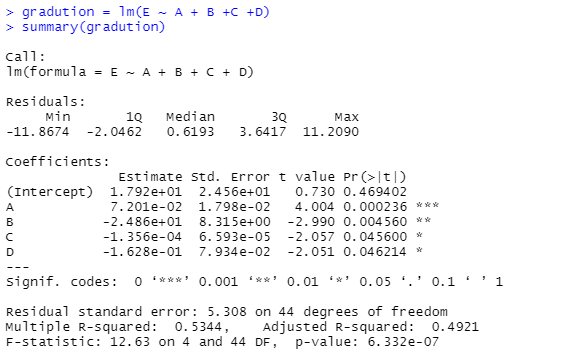 > gradution = lm(E ~ A + B +C +D)
> summary(gradution)
Call:
lm(formula = E ~ A + B + C + D)
Residuals:
Min 1Q Median 3Q Max
-11.8674 -2.0462 0.6193 3.6417 11.2090
Coefficients:
Estimate Std. Error t value Pr(>|t|)
(Intercept) 1.792e+01 2.456e+01 0.730 0.469402
A 7.201e-02 1.798e-02 4.004 0.000236 ***
B -2.486e+01 8.315e+00 -2.990 0.004560 **
C -1.356e-04 6.593e-05 -2.057 0.045600 *
D -1.628e-01 7.934e-02 -2.051 0.046214 *
---
Signif. codes: 0 ‘***’ 0.001 ‘**’ 0.01 ‘*’ 0.05 ‘.’ 0.1 ‘ ’ 1
Residual standard error: 5.308 on 44 degrees of freedom
Multiple R-squared: 0.5344, Adjusted R-squared: 0.4921
F-statistic: 12.63 on 4 and 44 DF, p-value: 6.332e-07